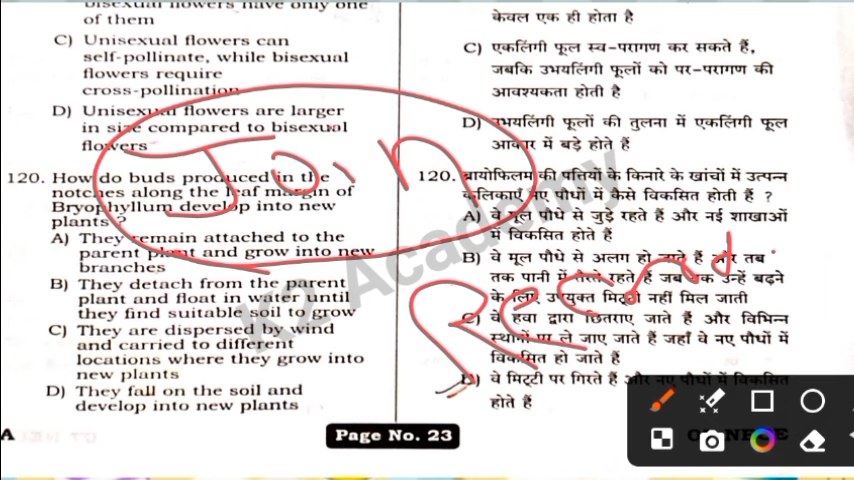 bisexual flowers have only one
of them
C) Unisexual flowers can
self-pollinate, while bisexual
flowers require
cross-pollination
D) Unisexual flowers are larger
in size compared to bisexual
flowers
120. How do buds produced in the
notches along the leaf margin of
Bryophyllum develop into new
plants ?
A) They remain attached to the
parent plant and grow into new
branches
B) They detach from the parent
plant and float in water until
they find suitable soil to grow
C) They are dispersed by wind
and carried to different
locations where they grow into
new plants
D) They fall on the soil and
develop into new plants
केवल एक ही होता है
C) एकलिंगी फूल स्व-परागण कर सकते हैं,
जबकि उभयलिंगी फूलों को पर-परागण की
आवश्यकता होती है
D) उभयलिंगी फूलों की तुलना में एकलिंगी फूल
आकार में बड़े होते हैं
120. ब्रायोफिलम की पत्तियों के किनारे के खांचों में उत्पन्न
कलिकाएँ नए पौधों में कैसे विकसित होती हैं ?
A) वे मूल पौधे से जुड़े रहते हैं और नई शाखाओं
में विकसित होते हैं
B) वे मूल पौधे से अलग हो जाते हैं और तब
तक पानी में तैरते रहते हैं जब तक उन्हें बढ़ने
के लिए उपयुक्त मिट्टी नहीं मिल जाती
C) वे हवा द्वारा छितराए जाते हैं और विभिन्न
स्थानों पर ले जाए जाते हैं जहाँ वे नए पौधों में
विकसित हो जाते हैं
D) वे मिट्टी पर गिरते हैं और नए पौधों में विकसित
होते हैं
Join
Record
K2 Academy
A
Page No. 23